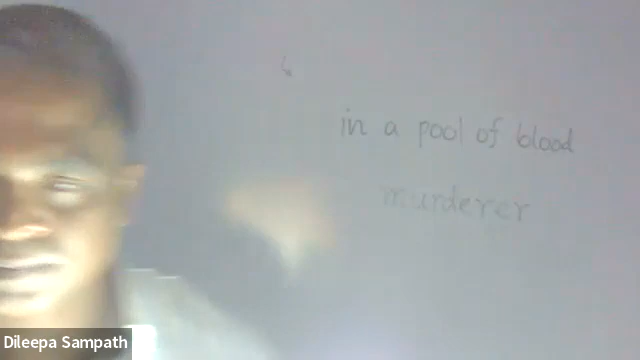 in a pool of blood
murderer
Dileepa Sampath